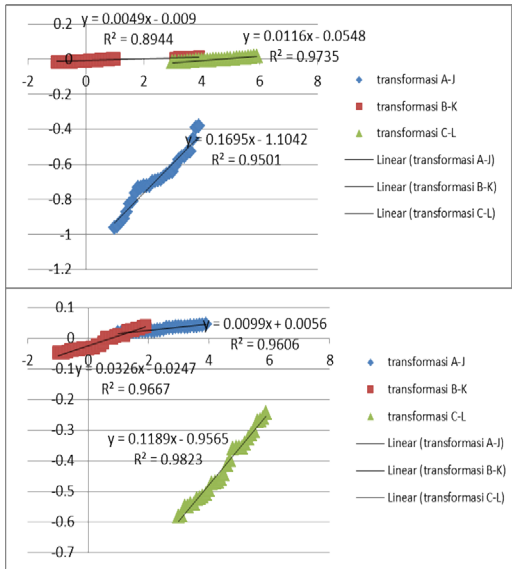 0.2
y = 0.0049x - 0.009
R² = 0.8944
y = 0.0116x - 0.0548
R² = 0.9735
0
-2 0 2 4 6 8
-0.2
-0.4
y = 0.1695x - 1.1042
R² = 0.9501
-0.6
-0.8
-1
-1.2
transformasi A-J
transformasi B-K
transformasi C-L
Linear (transformasi A-J)
Linear (transformasi B-K)
Linear (transformasi C-L)
0.1
y = 0.0099x + 0.0056
R² = 0.9606
0
-2 0 2 4 6 8
-0.1
y = 0.0326x - 0.0247
R² = 0.9667
-0.2
-0.3
y = 0.1189x - 0.9565
R² = 0.9823
-0.4
-0.5
-0.6
-0.7
transformasi A-J
transformasi B-K
transformasi C-L
Linear (transformasi A-J)
Linear (transformasi B-K)
Linear (transformasi C-L)